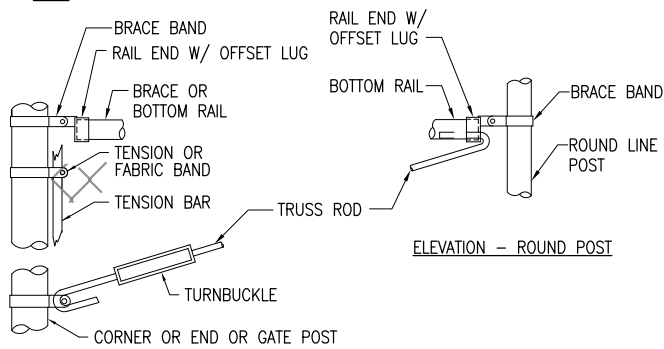 BRACE BAND
RAIL END W/ OFFSET LUG
BRACE OR
BOTTOM RAIL
TENSION OR
FABRIC BAND
TENSION BAR
TRUSS ROD
TURNBUCKLE
CORNER OR END OR GATE POST
RAIL END W/
OFFSET LUG
BOTTOM RAIL
BRACE BAND
ROUND LINE
POST
ELEVATION – ROUND POST